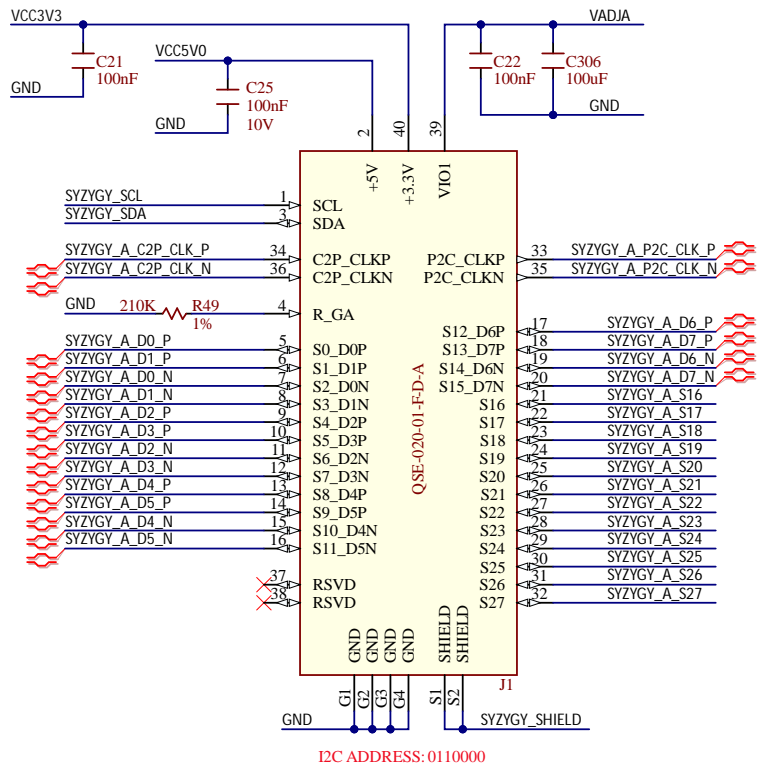 VCC3V3
VADJA
VCC5V0
C21
100nF
C25
100nF
10V
C22
100nF
C306
100uF
GND
GND
GND
2
40
39
+5V
+3.3V
VIO1
SYZYGY_SCL 1 SCL
SYZYGY_SDA 3 SDA
SYZYGY_A_C2P_CLK_P 34 C2P_CLKP
P2C_CLKP 33 SYZYGY_A_P2C_CLK_P
SYZYGY_A_C2P_CLK_N 36 C2P_CLKN
P2C_CLKN 35 SYZYGY_A_P2C_CLK_N
GND 210K R49 4 R_GA
1%
S12_D6P 17 SYZYGY_A_D6_P
SYZYGY_A_D0_P 5 S0_D0P
S13_D7P 18 SYZYGY_A_D7_P
SYZYGY_A_D1_P 6 S1_D1P
S14_D6N 19 SYZYGY_A_D6_N
SYZYGY_A_D0_N 7 S2_D0N
S15_D7N 20 SYZYGY_A_D7_N
SYZYGY_A_D1_N 8 S3_D1N
S16 21 SYZYGY_A_S16
SYZYGY_A_D2_P 9 S4_D2P
S17 22 SYZYGY_A_S17
SYZYGY_A_D3_P 10 S5_D3P
S18 23 SYZYGY_A_S18
SYZYGY_A_D2_N 11 S6_D2N
S19 24 SYZYGY_A_S19
SYZYGY_A_D3_N 12 S7_D3N
S20 25 SYZYGY_A_S20
SYZYGY_A_D4_P 13 S8_D4P
S21 26 SYZYGY_A_S21
SYZYGY_A_D5_P 14 S9_D5P
S22 27 SYZYGY_A_S22
SYZYGY_A_D4_N 15 S10_D4N
S23 28 SYZYGY_A_S23
SYZYGY_A_D5_N 16 S11_D5N
S24 29 SYZYGY_A_S24
S25 30 SYZYGY_A_S25
37 RSVD
S26 31 SYZYGY_A_S26
38 RSVD
S27 32 SYZYGY_A_S27
QSE-020-01-F-D-A
GND
GND
GND
GND
SHIELD
SHIELD
G1
G2
G3
G4
S1
S2
J1
GND
SYZYGY_SHIELD
I2C ADDRESS: 0110000